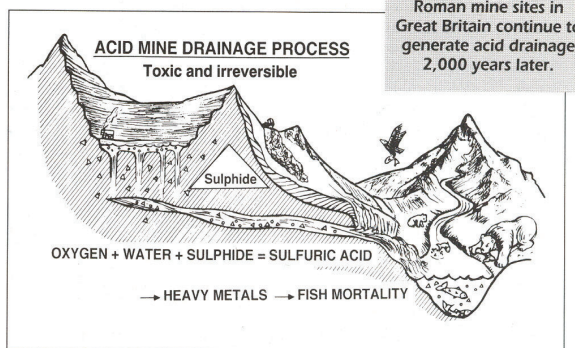 Roman mine sites in
Great Britain continue to
generate acid drainage
2,000 years later.
ACID MINE DRAINAGE PROCESS
Toxic and irreversible
Sulphide
OXYGEN + WATER + SULPHIDE = SULFURIC ACID
→ HEAVY METALS → FISH MORTALITY